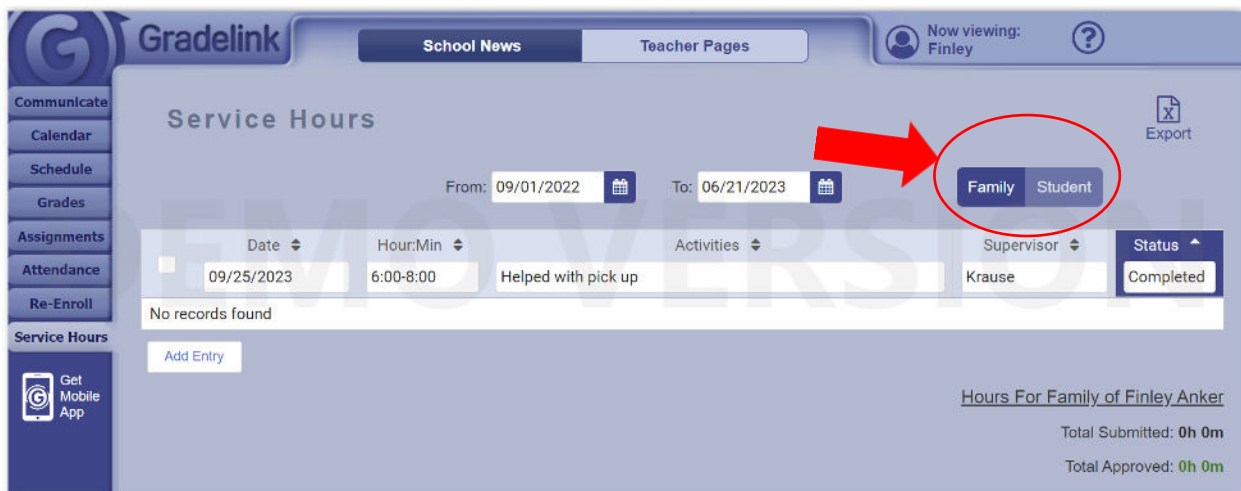 Gradelink
School News
Teacher Pages
Now viewing:
Finley
?
Communicate
Calendar
Schedule
Grades
Assignments
Attendance
Re-Enroll
Service Hours
Get
Mobile
App
Service Hours
Export
From: 09/01/2022 To: 06/21/2023
Family Student
Date Hour:Min Activities Supervisor Status
09/25/2023 6:00-8:00 Helped with pick up Krause Completed
No records found
Add Entry
Hours For Family of Finley Anker
Total Submitted: 0h 0m
Total Approved: 0h 0m
DEMO VERSION